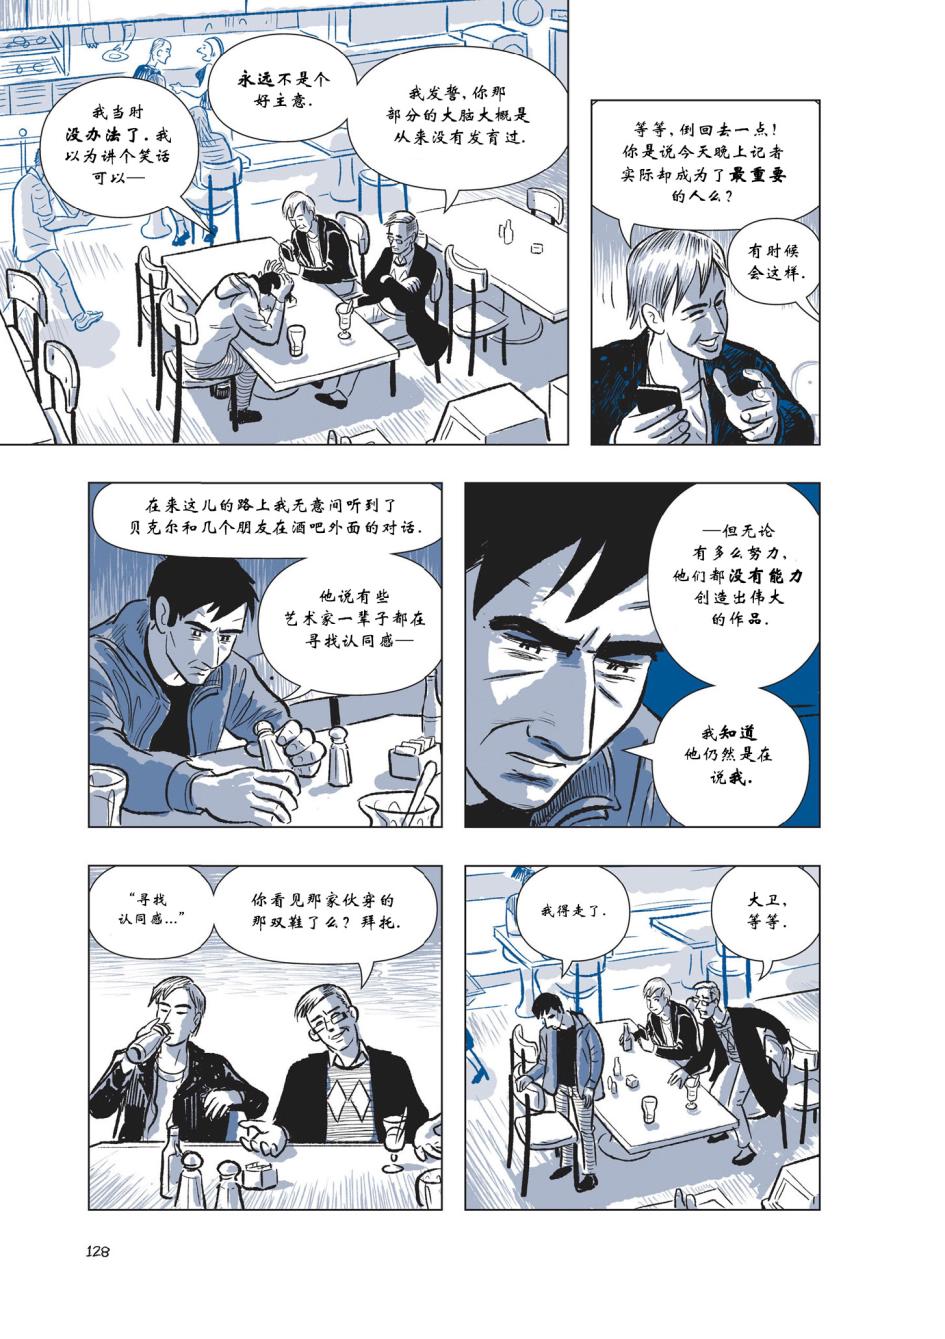 我当时
没办法了.我
以为讲个笑话
可以—
永远不是个
好主意.
我发誓,你那
部分的大脑大概是
从来没有发育过.
等等,倒回去一点!
你是说今天晚上记者
实际却成为了最重要
的人么?
有时候
会这样.
在来这儿的路上我无意间听到了
贝克尔和几个朋友在酒吧外面的对话.
他说有些
艺术家一辈子都在
寻找认同感—
—但无论
有多么努力,
他们都没有能力
创造出伟大
的作品.
我知道
他仍然是在
说我.
“寻找
认同感...”
你看见那家伙穿的
那双鞋了么? 拜托.
我得走了.
大卫,
等等.
128